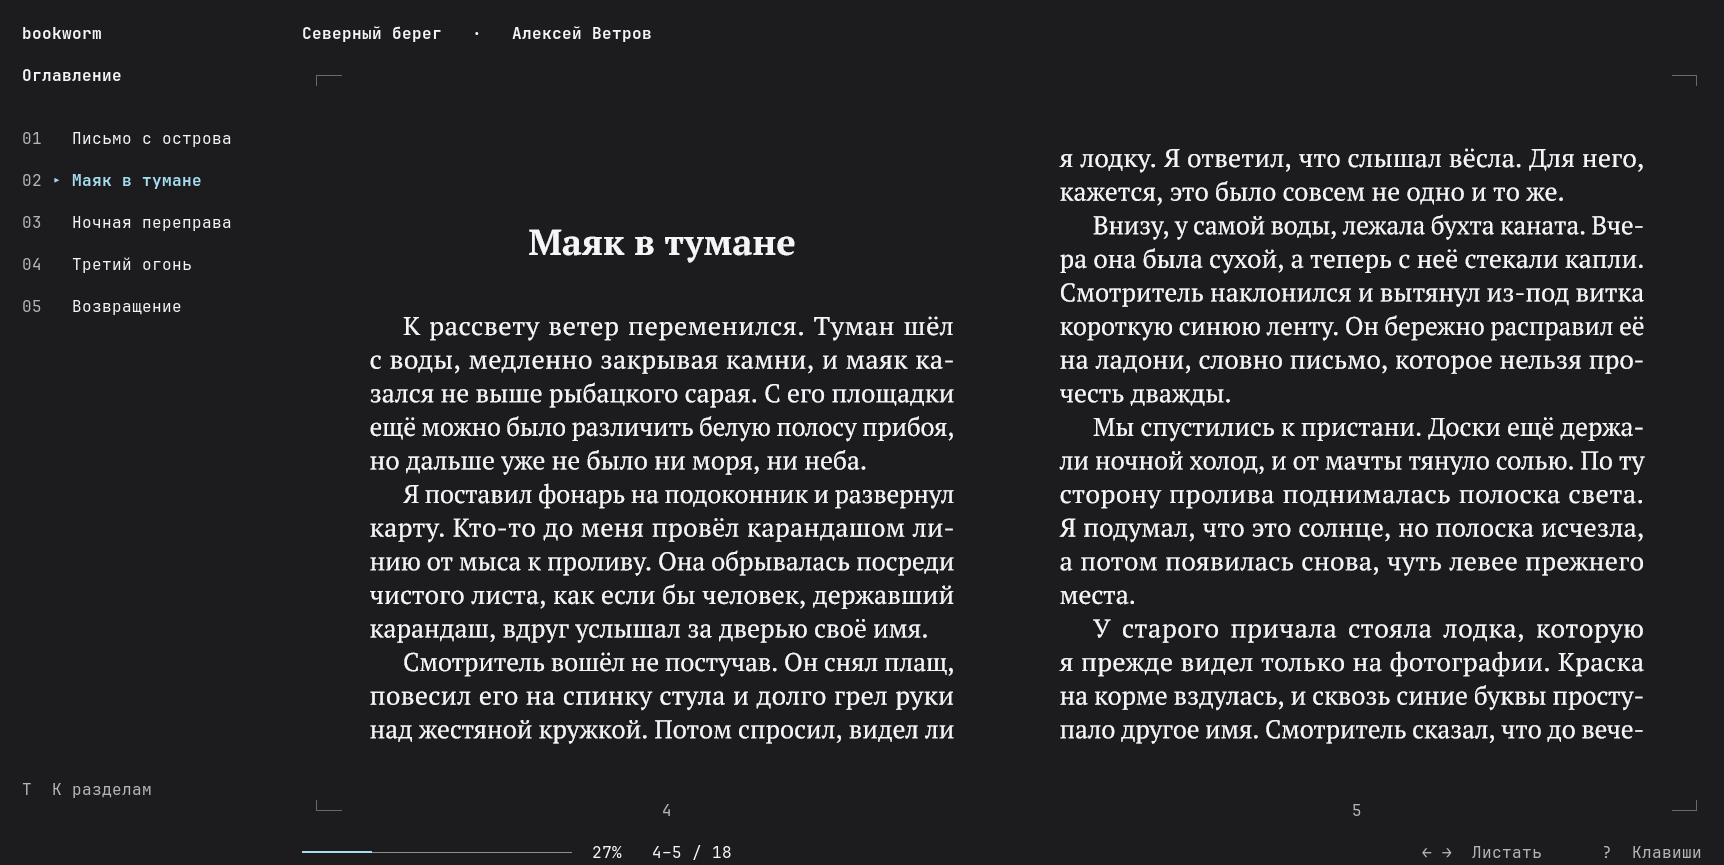 bookworm
Северный берег · Алексей Ветров
Оглавление
01 Письмо с острова
02 ▸ Маяк в тумане
03 Ночная переправа
04 Третий огонь
05 Возвращение
T К разделам
Маяк в тумане
К рассвету ветер переменился. Туман шёл
с воды, медленно закрывая камни, и маяк ка-
зался не выше рыбацкого сарая. С его площадки
ещё можно было различить белую полосу прибоя,
но дальше уже не было ни моря, ни неба.
Я поставил фонарь на подоконник и развернул
карту. Кто-то до меня провёл карандашом ли-
нию от мыса к проливу. Она обрывалась посреди
чистого листа, как если бы человек, державший
карандаш, вдруг услышал за дверью своё имя.
Смотритель вошёл не постучав. Он снял плащ,
повесил его на спинку стула и долго грел руки
над жестяной кружкой. Потом спросил, видел ли
4
я лодку. Я ответил, что слышал вёсла. Для него,
кажется, это было совсем не одно и то же.
Внизу, у самой воды, лежала бухта каната. Вче-
ра она была сухой, а теперь с неё стекали капли.
Смотритель наклонился и вытянул из-под витка
короткую синюю ленту. Он бережно расправил её
на ладони, словно письмо, которое нельзя про-
честь дважды.
Мы спустились к пристани. Доски ещё держа-
ли ночной холод, и от мачты тянуло солью. По ту
сторону пролива поднималась полоска света.
Я подумал, что это солнце, но полоска исчезла,
а потом появилась снова, чуть левее прежнего
места.
У старого причала стояла лодка, которую
я прежде видел только на фотографии. Краска
на корме вздулась, и сквозь синие буквы просту-
пало другое имя. Смотритель сказал, что до вече-
5
27% 4–5 / 18
← → Листать ? Клавиши